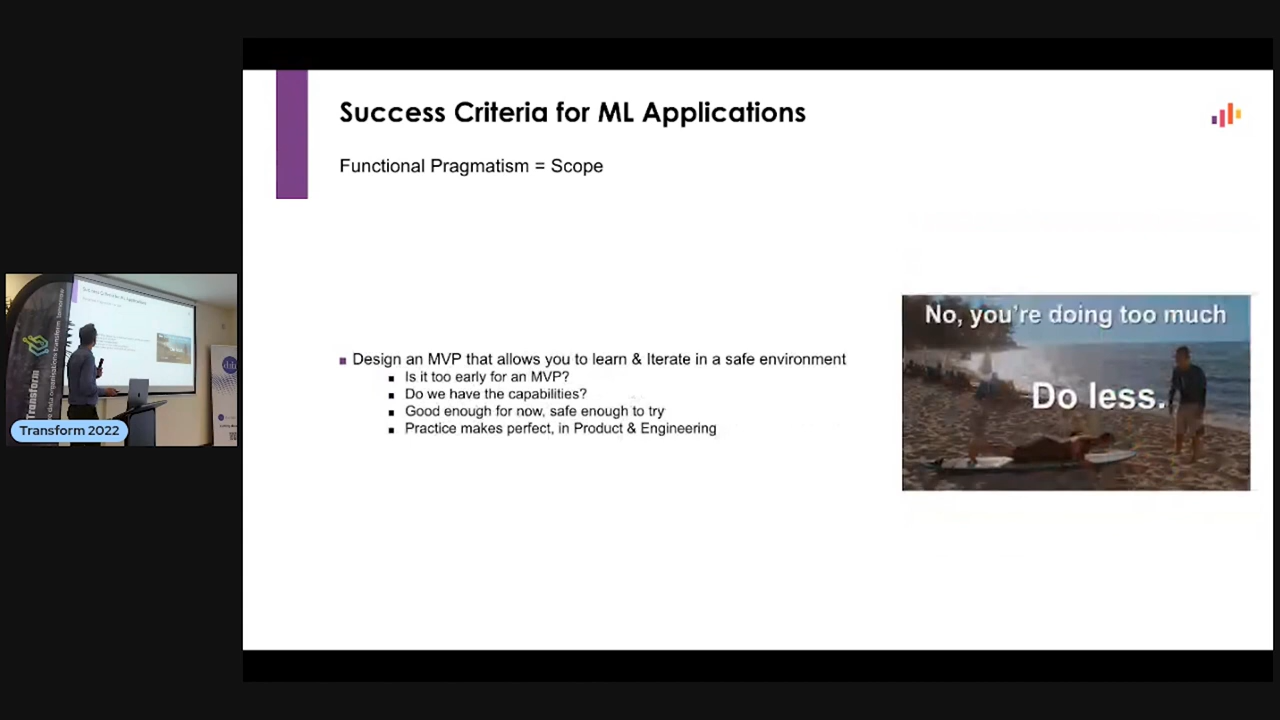 Success Criteria for ML Applications
Functional Pragmatism = Scope
Design an MVP that allows you to learn & Iterate in a safe environment
Is it too early for an MVP?
Do we have the capabilities?
Good enough for now, safe enough to try
Practice makes perfect, in Product & Engineering
No, you're doing too much
Do less.
Transform
Transform 2022